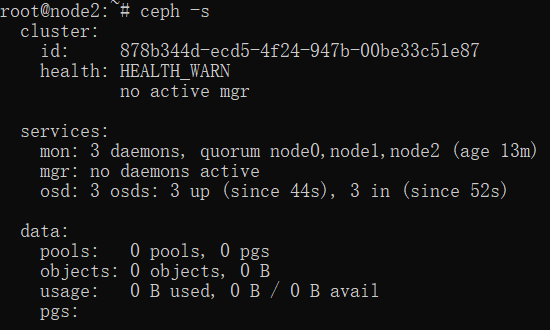 root@node2:~# ceph -s
cluster:
id: 878b344d-ecd5-4f24-947b-00be33c51e87
health: HEALTH_WARN
no active mgr
services:
mon: 3 daemons, quorum node0,node1,node2 (age 13m)
mgr: no daemons active
osd: 3 osds: 3 up (since 44s), 3 in (since 52s)
data:
pools: 0 pools, 0 pgs
objects: 0 objects, 0 B
usage: 0 B used, 0 B / 0 B avail
pgs: